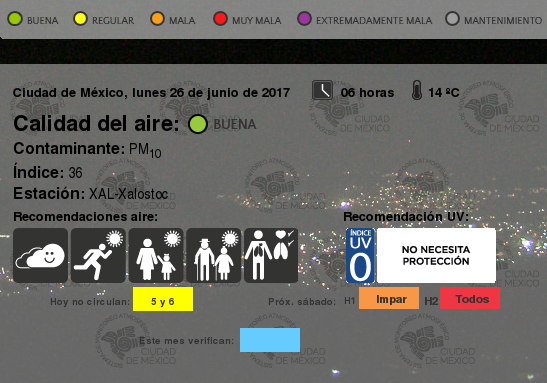 BUENA REGULAR MALA MUY MALA EXTREMADAMENTE MALA MANTENIMIENTO
Ciudad de México, lunes 26 de junio de 2017 06 horas 14 ºC
Calidad del aire: BUENA
Contaminante: PM10
Índice: 36
Estación: XAL-Xalostoc
Recomendaciones aire: Recomendación UV:
ÍNDICE
UV
0
NO NECESITA
PROTECCIÓN
Hoy no circulan: 5 y 6 Próx. sábado: H1 Impar H2 Todos
Este mes verifican:
CIUDAD
DE MÉXICO